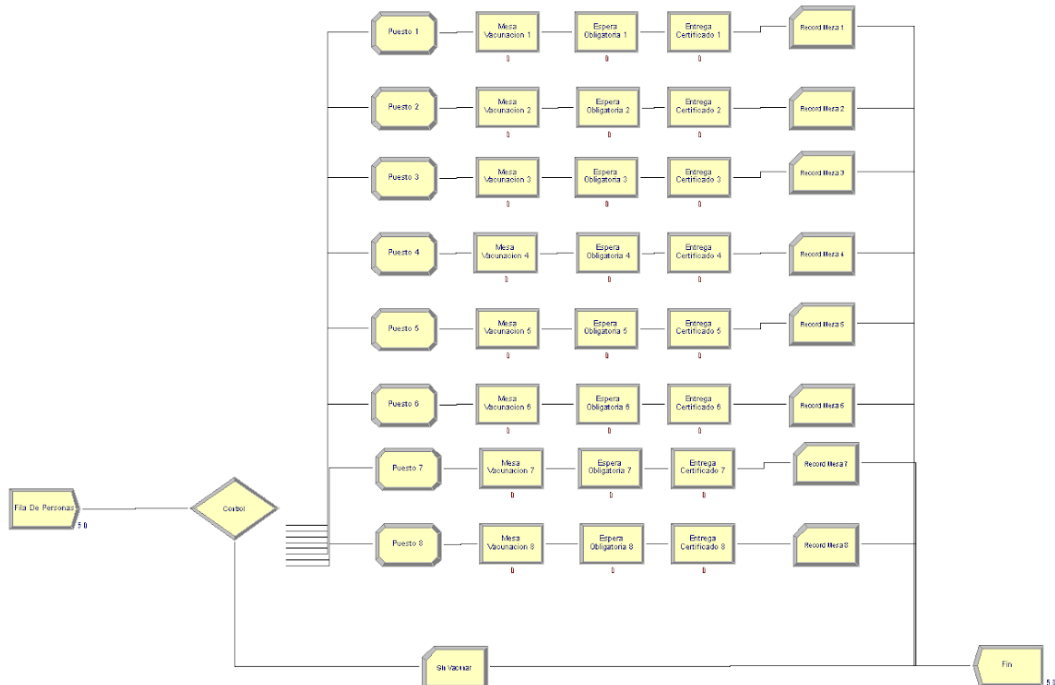 Puesto 1
Mesa
Vacunacion 1
0
Espera
Obligatoria 1
0
Entrega
Certificado 1
0
Record Mesa 1
Puesto 2
Mesa
Vacunacion 2
0
Espera
Obligatoria 2
0
Entrega
Certificado 2
0
Record Mesa 2
Puesto 3
Mesa
Vacunacion 3
0
Espera
Obligatoria 3
0
Entrega
Certificado 3
0
Record Mesa 3
Puesto 4
Mesa
Vacunacion 4
0
Espera
Obligatoria 4
0
Entrega
Certificado 4
0
Record Mesa 4
Puesto 5
Mesa
Vacunacion 5
0
Espera
Obligatoria 5
0
Entrega
Certificado 5
0
Record Mesa 5
Puesto 6
Mesa
Vacunacion 6
0
Espera
Obligatoria 6
0
Entrega
Certificado 6
0
Record Mesa 6
Puesto 7
Mesa
Vacunacion 7
0
Espera
Obligatoria 7
0
Entrega
Certificado 7
0
Record Mesa 7
Fila De Personas
50
Control
Puesto 8
Mesa
Vacunacion 8
0
Espera
Obligatoria 8
0
Entrega
Certificado 8
0
Record Mesa 8
Sin Vacunar
Fin
50